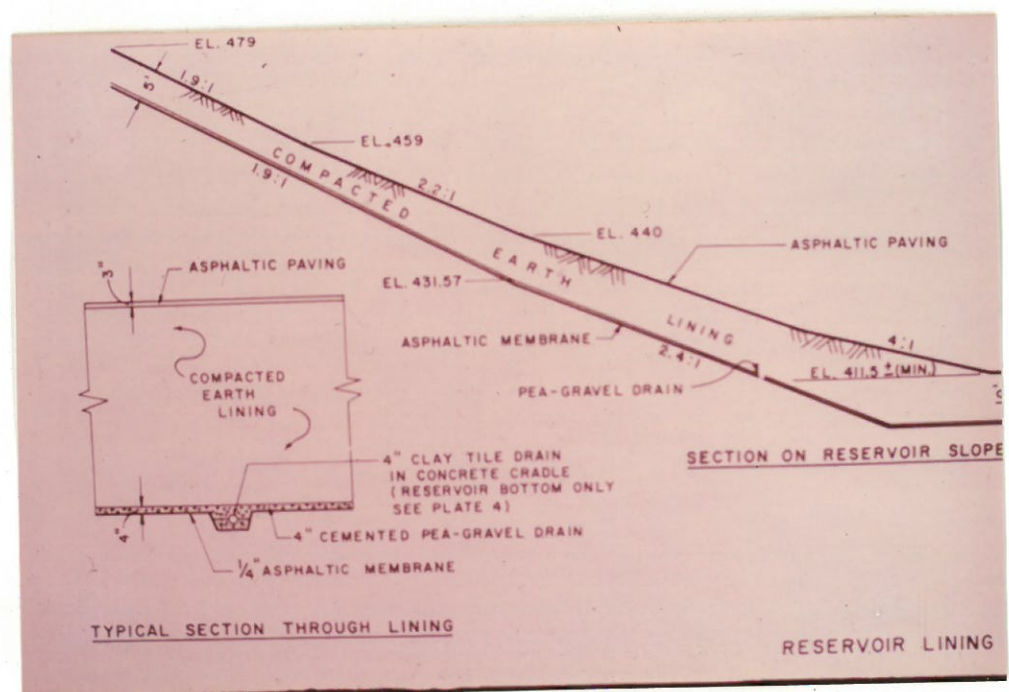 EL. 479
1.9:1
5'
EL. 459
COMPACTED
1.9:1
2.2:1
EL. 440
ASPHALTIC PAVING
EARTH
EL. 431.57
LINING
ASPHALTIC MEMBRANE
2.4:1
4:1
PEA-GRAVEL DRAIN
EL. 411.5 ± (MIN.)
SECTION ON RESERVOIR SLOPE
3"
ASPHALTIC PAVING
COMPACTED
EARTH
LINING
4" CLAY TILE DRAIN
IN CONCRETE CRADLE
(RESERVOIR BOTTOM ONLY
SEE PLATE 4)
4"
4" CEMENTED PEA-GRAVEL DRAIN
1/4" ASPHALTIC MEMBRANE
TYPICAL SECTION THROUGH LINING
RESERVOIR LINING